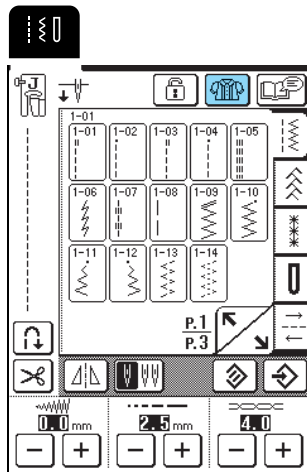 J
1-01
1-01 1-02 1-03 1-04 1-05
1-06 1-07 1-08 1-09 1-10
1-11 1-12 1-13 1-14
P.1
P.3
0.0 mm 2.5 mm 4.0
− + − + − +